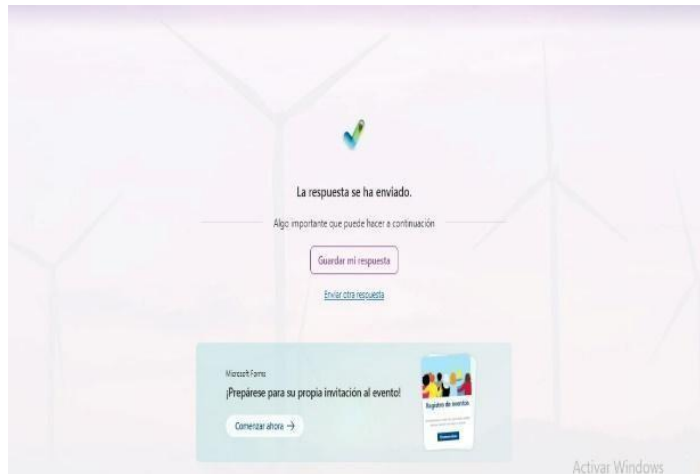 La respuesta se ha enviado.
Algo importante que puede hacer a continuación
Guardar mi respuesta
Enviar otra respuesta
Microsoft Forms
¡Prepárese para su propia invitación al evento!
Comenzar ahora →
Registro de eventos
Activar Windows